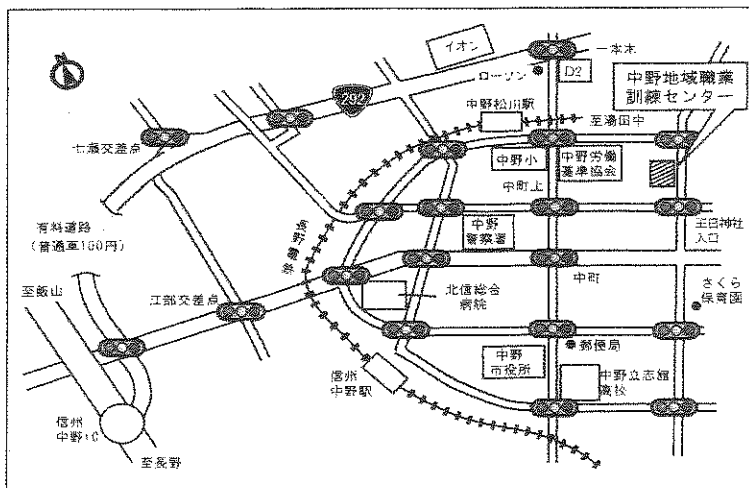 イオン
一本木
ローソン
D2
中野地域職業
訓練センター
292
中野松川駅
至湯田中
七瀬交差点
中野小
中野労働
基準協会
中町上
長野電鉄
有料道路
(普通車100円)
中野
警察署
王日神社
入口
至飯山
江部交差点
北信総合
病院
中町
さくら
保育園
郵便局
中野
市役所
信州
中野駅
中野立志館
高校
信州
中野IC
至長野